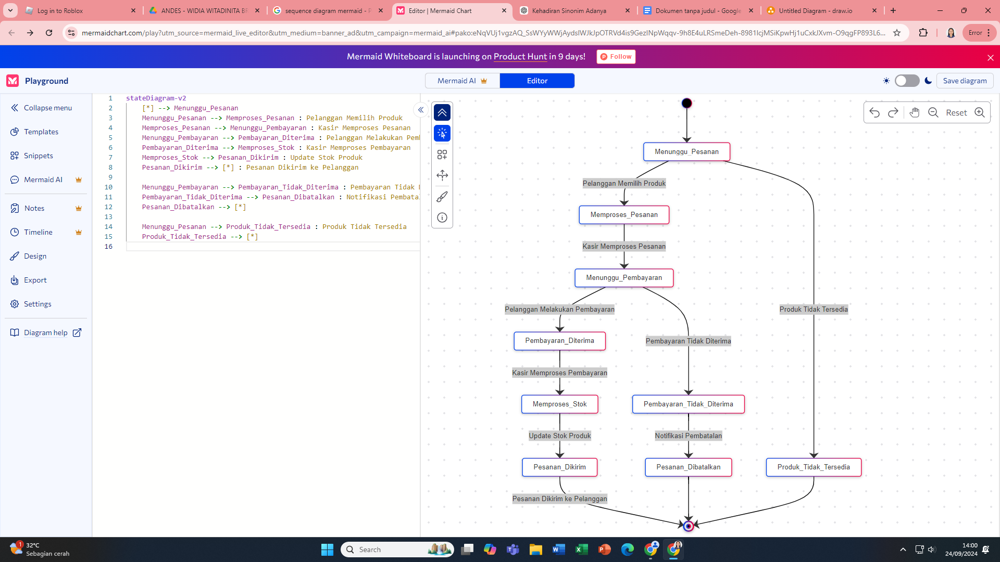 Log in to Roblox
ANDES - WIDIA WITADINITA BR
sequence diagram mermaid - P
Editor | Mermaid Chart
Kehadiran Sinonim Adanya
Dokumen tanpa judul - Google
Untitled Diagram - draw.io
mermaidchart.com/play?utm_source=mermaid_live_editor&utm_medium=banner_ad&utm_campaign=mermaid_ai#pako:
Error
Mermaid Whiteboard is launching on Product Hunt in 9 days!
Follow
Playground
Mermaid AI
Editor
Save diagram
Collapse menu
Templates
Snippets
Mermaid AI
Notes
Timeline
Design
Export
Settings
Diagram help
1 stateDiagram-v2
2 [*] --> Menunggu_Pesanan
3 Menunggu_Pesanan --> Memproses_Pesanan : Pelanggan Memilih Produk
4 Memproses_Pesanan --> Menunggu_Pembayaran : Kasir Memproses Pesanan
5 Menunggu_Pembayaran --> Pembayaran_Diterima : Pelanggan Melakukan Pem
6 Pembayaran_Diterima --> Memproses_Stok : Kasir Memproses Pembayaran
7 Memproses_Stok --> Pesanan_Dikirim : Update Stok Produk
8 Pesanan_Dikirim --> [*] : Pesanan Dikirim ke Pelanggan
9
10 Menunggu_Pembayaran --> Pembayaran_Tidak_Diterima : Pembayaran Tidak
11 Pembayaran_Tidak_Diterima --> Pesanan_Dibatalkan : Notifikasi Pembata
12 Pesanan_Dibatalkan --> [*]
13
14 Menunggu_Pesanan --> Produk_Tidak_Tersedia : Produk Tidak Tersedia
15 Produk_Tidak_Tersedia --> [*]
16
Reset
Menunggu_Pesanan
Pelanggan Memilih Produk
Memproses_Pesanan
Kasir Memproses Pesanan
Menunggu_Pembayaran
Pelanggan Melakukan Pembayaran
Produk Tidak Tersedia
Pembayaran_Diterima
Pembayaran Tidak Diterima
Kasir Memproses Pembayaran
Memproses_Stok
Pembayaran_Tidak_Diterima
Update Stok Produk
Notifikasi Pembatalan
Pesanan_Dikirim
Pesanan_Dibatalkan
Produk_Tidak_Tersedia
Pesanan Dikirim ke Pelanggan
1
32°C
Sebagian cerah
Search
14:00
24/09/2024